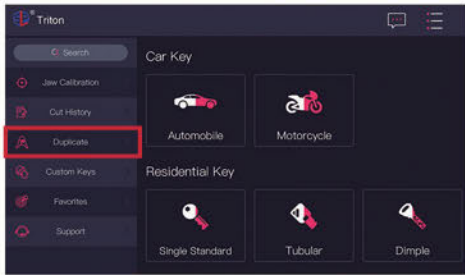 Triton
Search
Jaw Calibration
Cut History
Duplicate
Custom Keys
Favorites
Support
Car Key
Automobile
Motorcycle
Residential Key
Single Standard
Tubular
Dimple